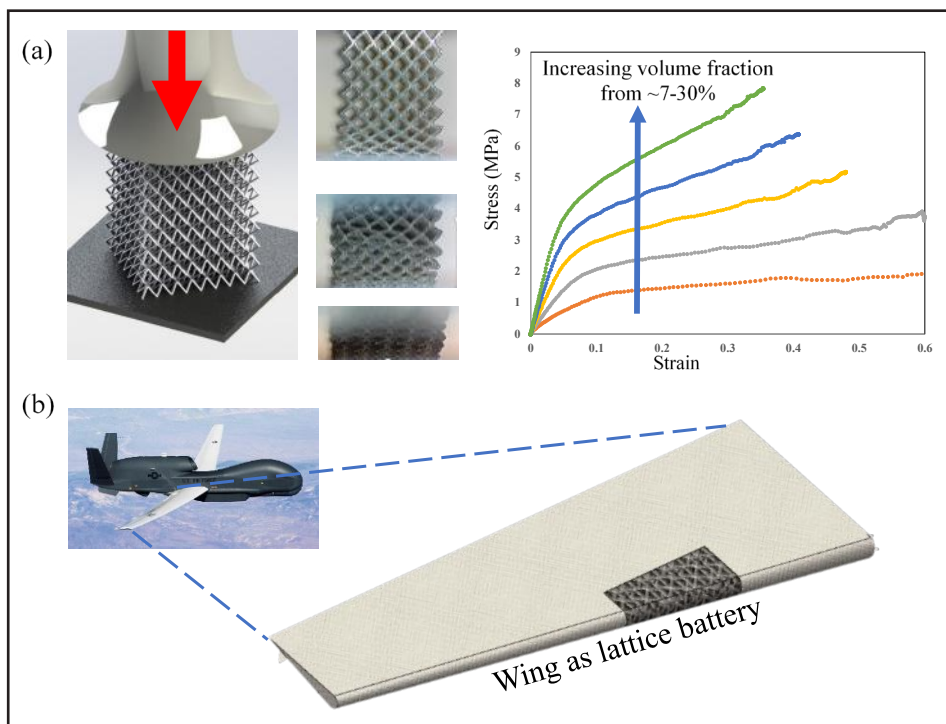 (a)
Increasing volume fraction
from ~7-30%
Stress (MPa)
9
8
7
6
5
4
3
2
1
0
0
0.1
0.2
0.3
0.4
0.5
0.6
Strain
(b)
Wing as lattice battery